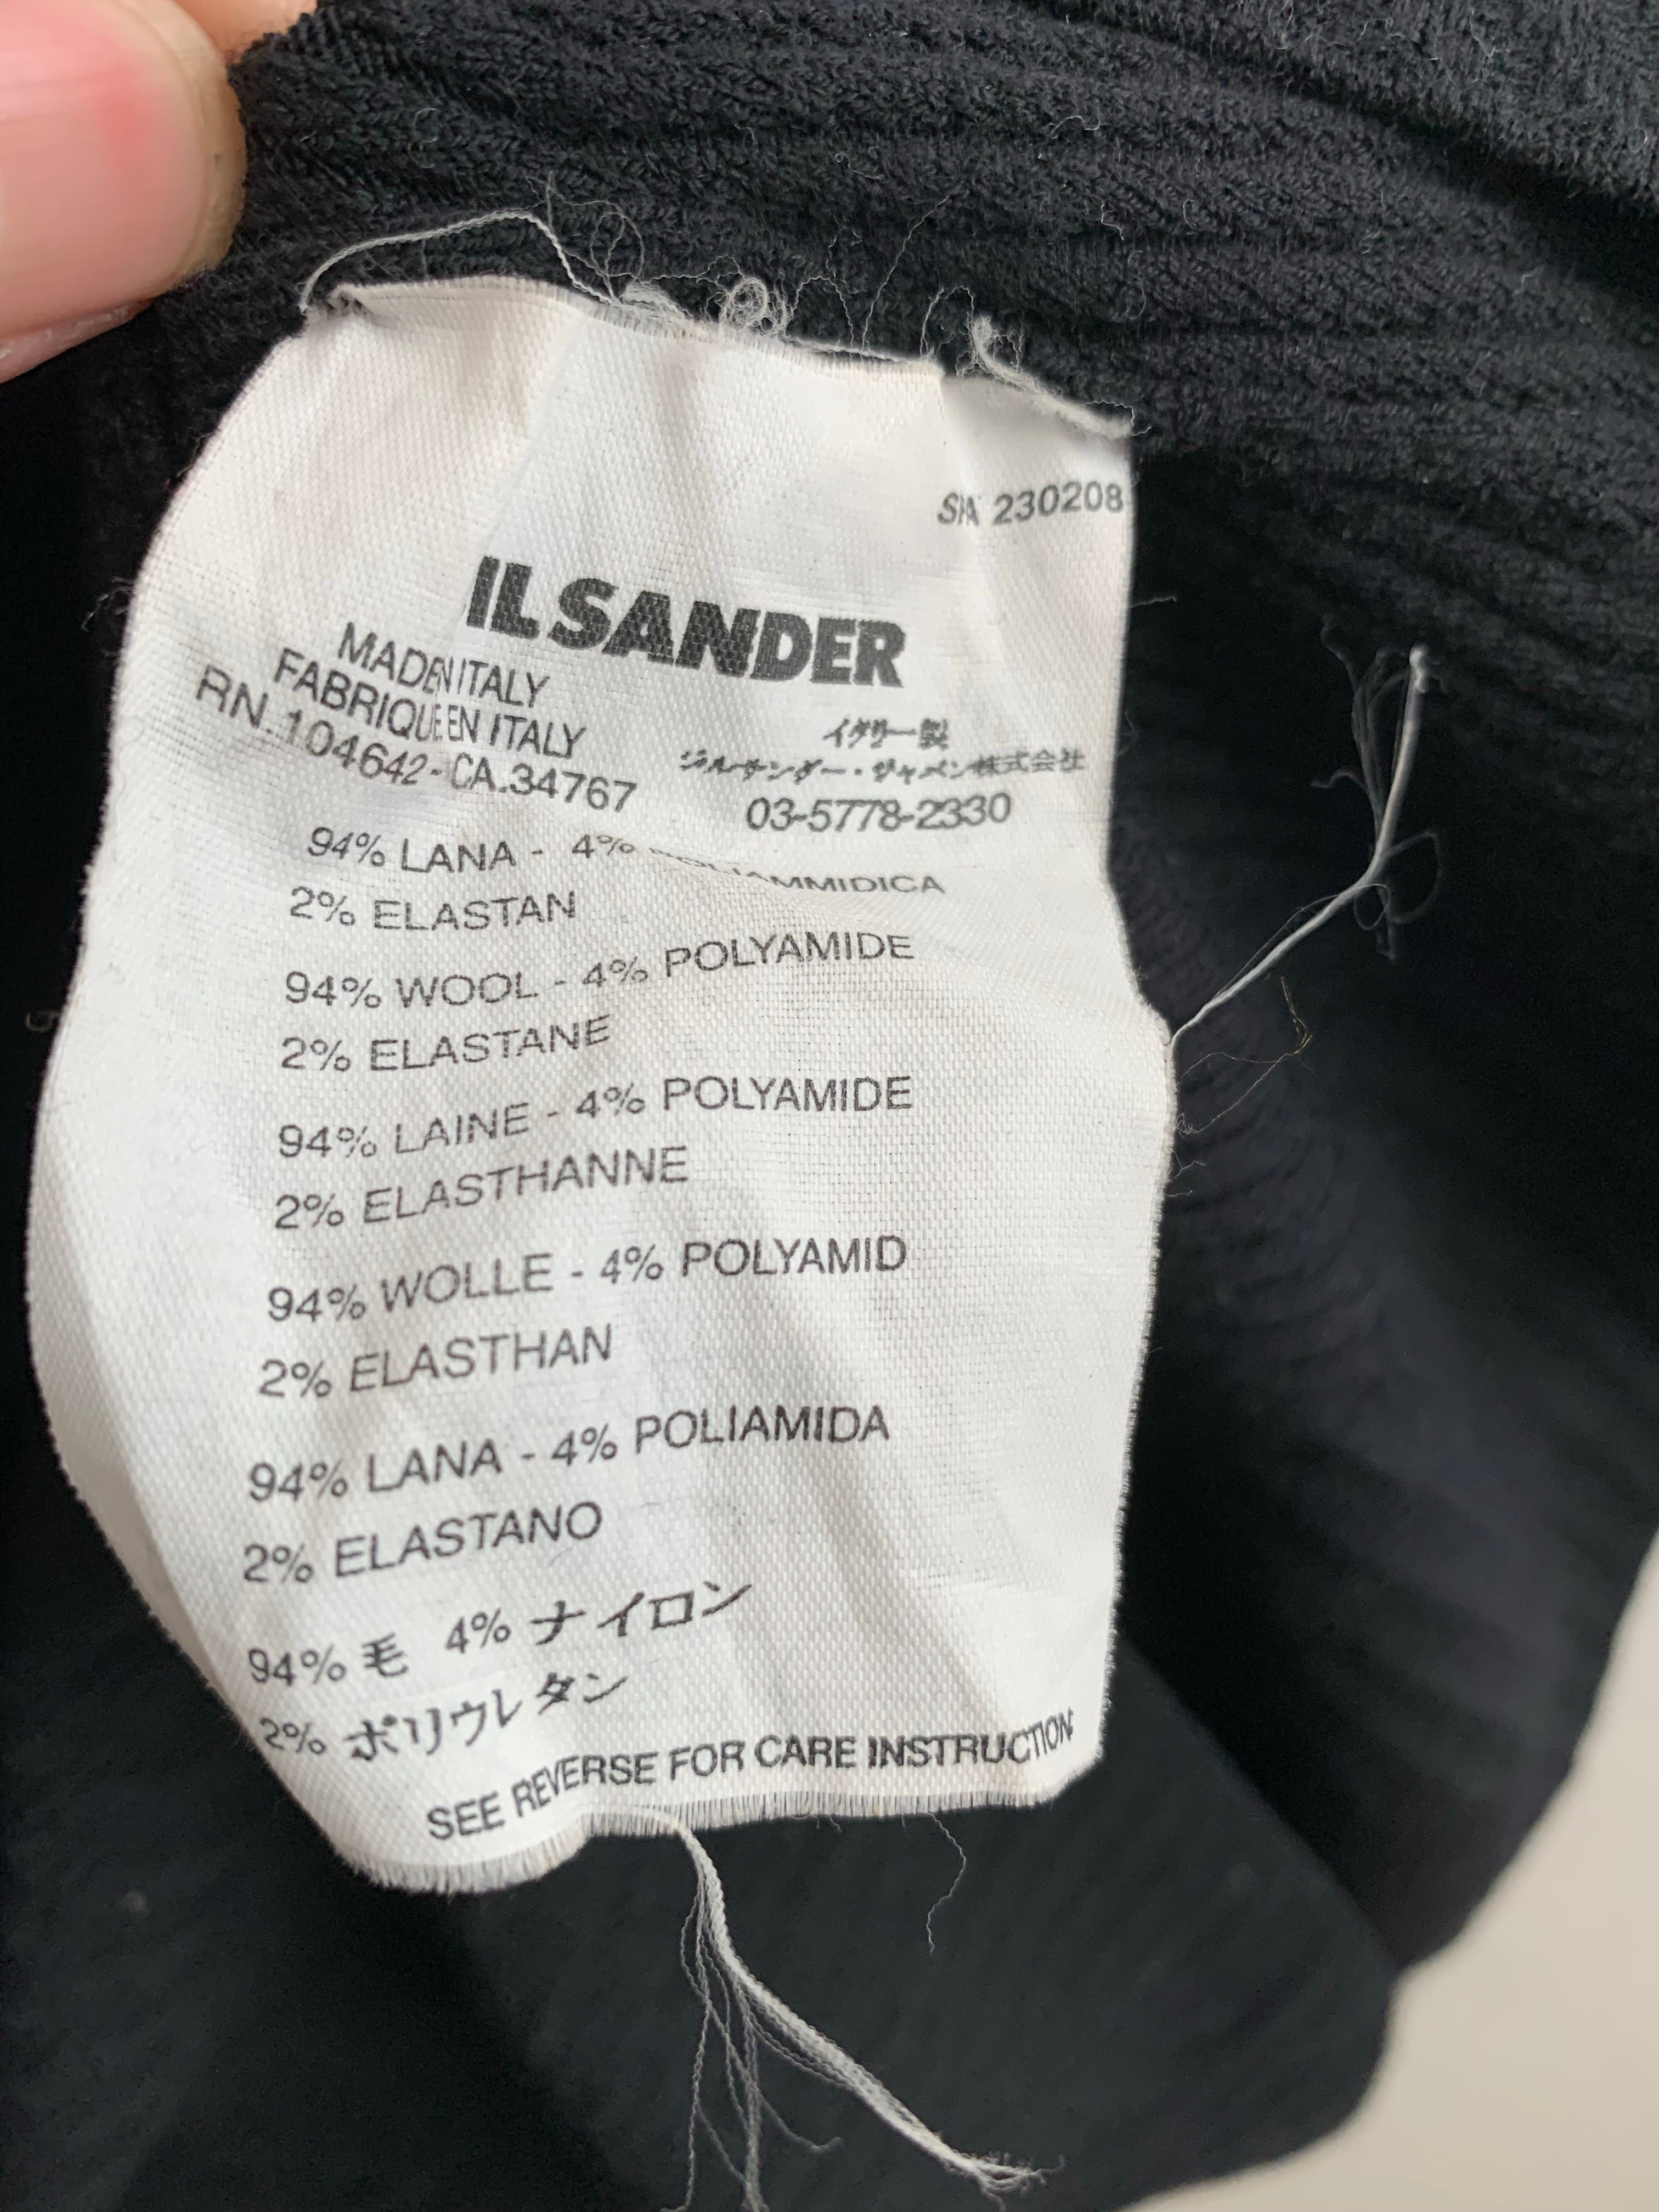 230208
IL SANDER
MADE IN ITALY
FABRIQUE EN ITALY
RN.104642-CA.34767
イタリー製
ジルサンダー・ジャパン株式会社
03-5778-2330
94% LANA - 4% POLIAMMIDICA
2% ELASTAN
94% WOOL - 4% POLYAMIDE
2% ELASTANE
94% LAINE - 4% POLYAMIDE
2% ELASTHANNE
94% WOLLE - 4% POLYAMID
2% ELASTHAN
94% LANA - 4% POLIAMIDA
2% ELASTANO
94% 毛 4% ナイロン
2% ポリウレタン
SEE REVERSE FOR CARE INSTRUCTION